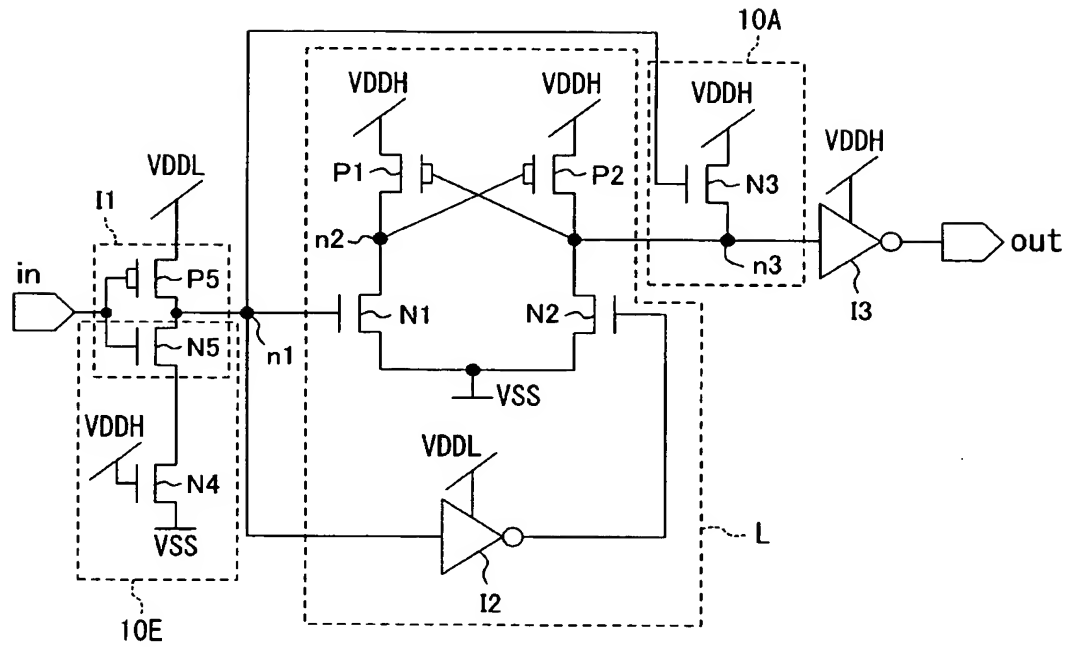 10A
VDDH
VDDH
VDDH
VDDH
VDDL
P1
P2
N3
I1
in
n2
n3
out
P5
I3
N1
N2
N5
n1
VSS
VDDH
VDDL
N4
VSS
L
I2
10E